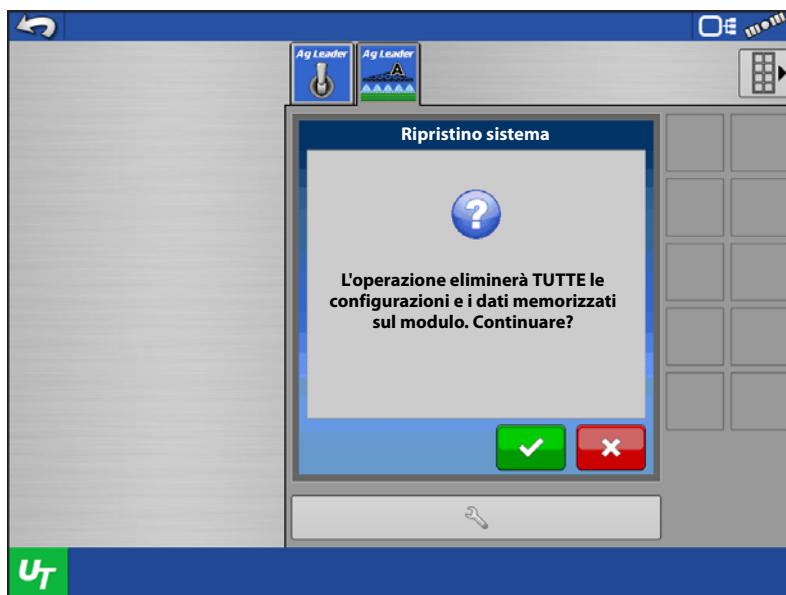 Ag Leader
Ag Leader
A
Ripristino sistema
?
L'operazione eliminerà TUTTE le
configurazioni e i dati memorizzati
sul modulo. Continuare?
UT